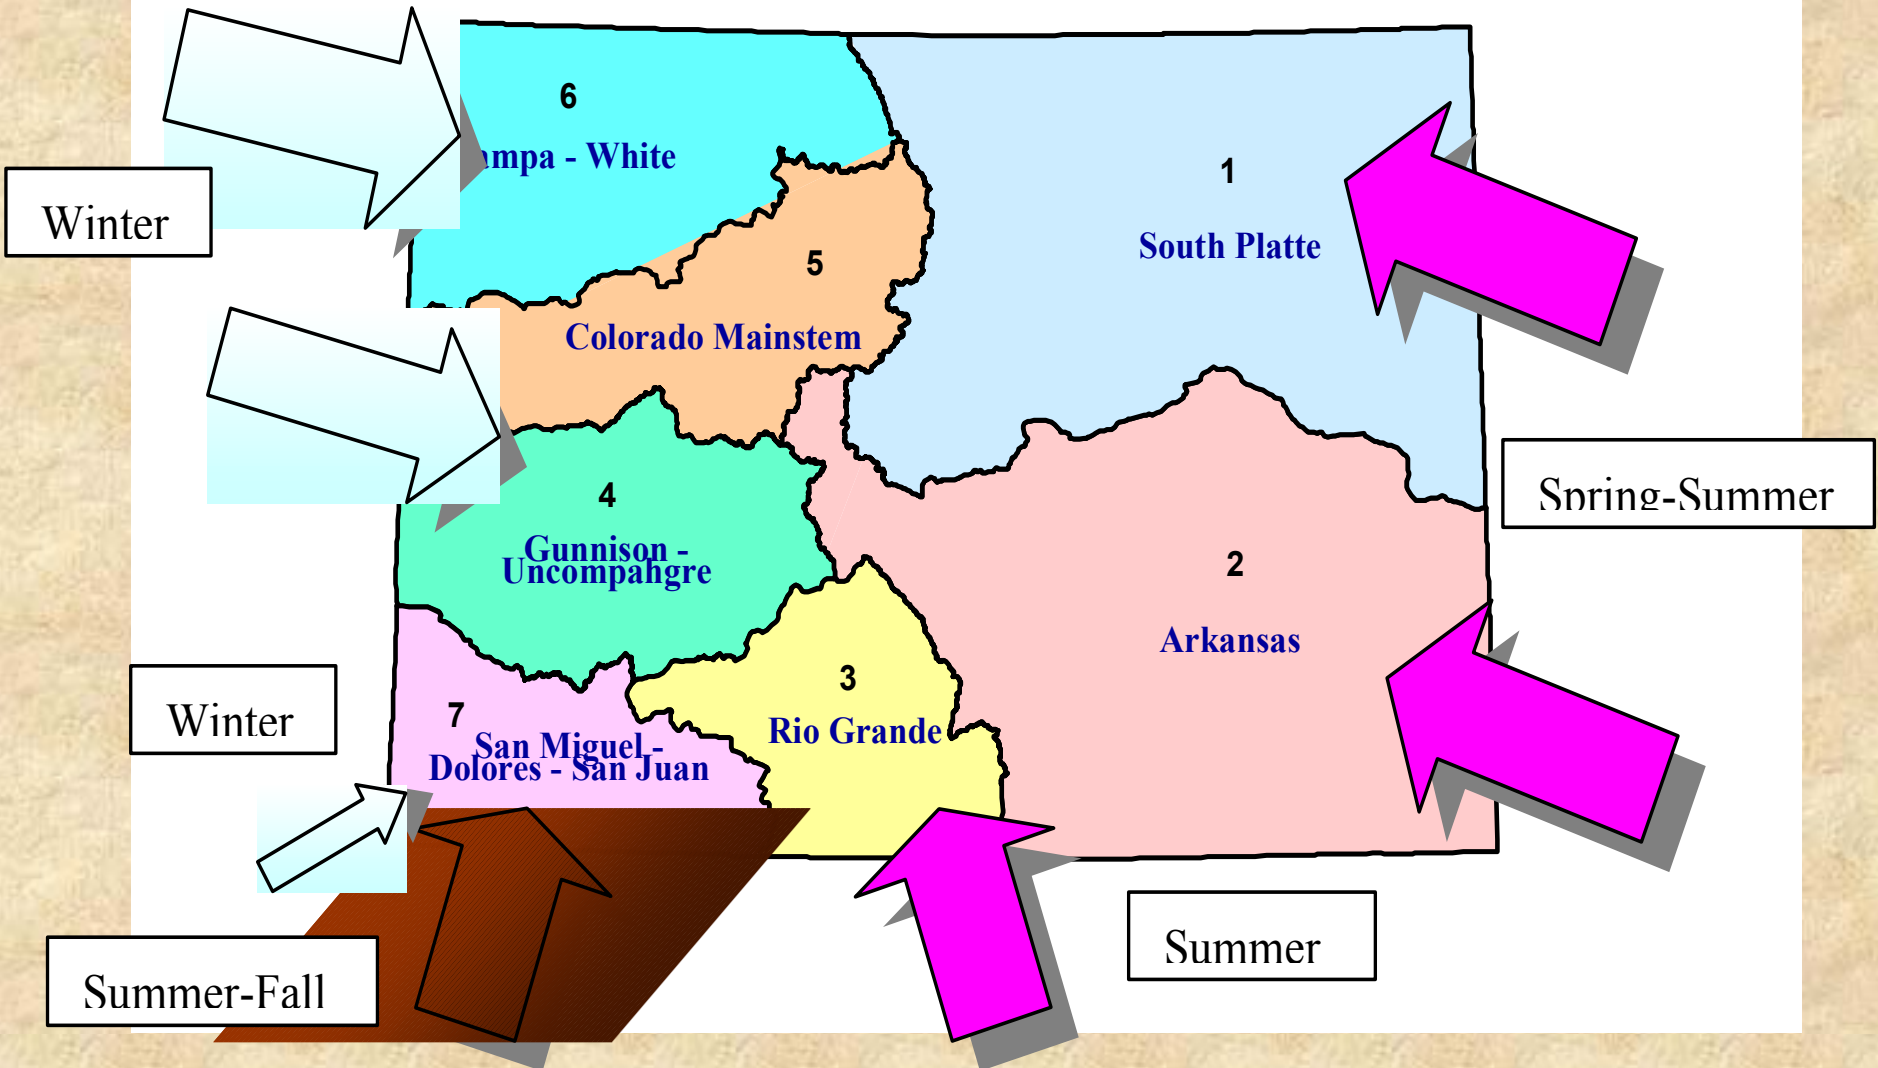 6
ampa - White
1
South Platte
Winter
5
Colorado Mainstem
4
Gunnison -
Uncompahgre
Spring-Summer
2
Arkansas
3
Rio Grande
Winter
7
San Miguel -
Dolores - San Juan
Summer
Summer-Fall